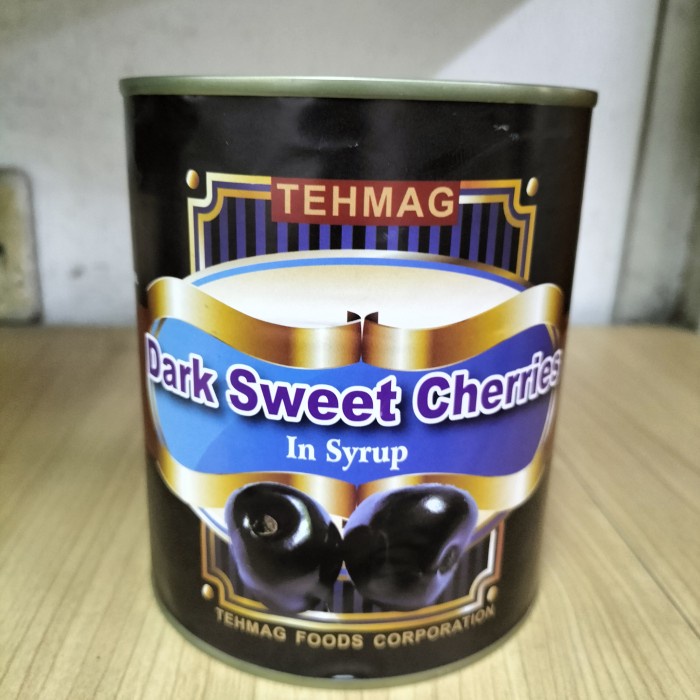 TEHMAG
Dark Sweet Cherries
In Syrup
TEHMAG FOODS CORPORATION